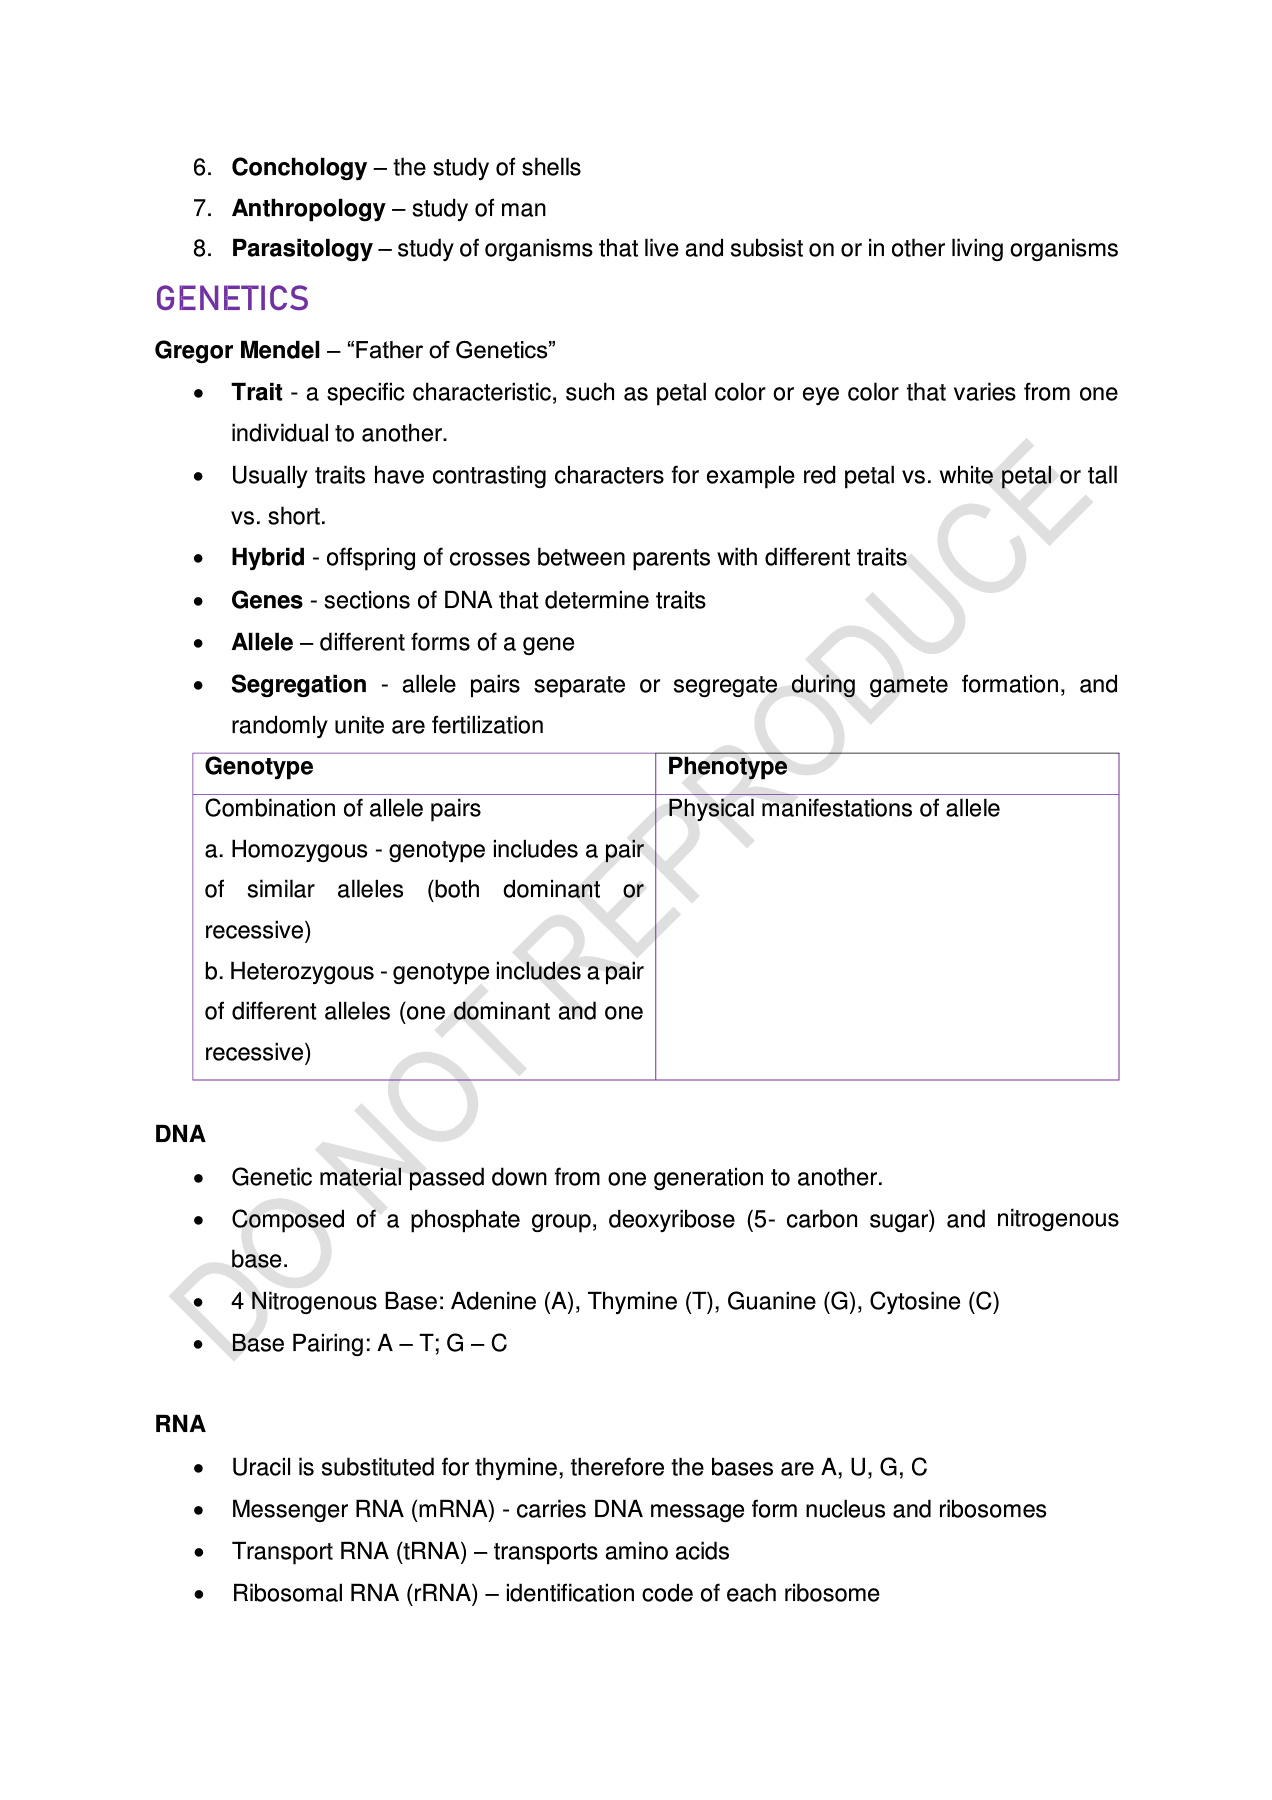 6. Conchology – the study of shells
7. Anthropology – study of man
8. Parasitology – study of organisms that live and subsist on or in other living organisms
GENETICS
Gregor Mendel – “Father of Genetics”
• Trait - a specific characteristic, such as petal color or eye color that varies from one
individual to another.
• Usually traits have contrasting characters for example red petal vs. white petal or tall
vs. short.
• Hybrid - offspring of crosses between parents with different traits
• Genes - sections of DNA that determine traits
• Allele – different forms of a gene
• Segregation - allele pairs separate or segregate during gamete formation, and
randomly unite are fertilization
Genotype
Combination of allele pairs
a. Homozygous - genotype includes a pair
of similar alleles (both dominant or
recessive)
b. Heterozygous - genotype includes a pair
of different alleles (one dominant and one
recessive)
Phenotype
Physical manifestations of allele
DNA
• Genetic material passed down from one generation to another.
• Composed of a phosphate group, deoxyribose (5- carbon sugar) and nitrogenous
base.
• 4 Nitrogenous Base: Adenine (A), Thymine (T), Guanine (G), Cytosine (C)
• Base Pairing: A – T; G – C
RNA
• Uracil is substituted for thymine, therefore the bases are A, U, G, C
• Messenger RNA (mRNA) - carries DNA message form nucleus and ribosomes
• Transport RNA (tRNA) – transports amino acids
• Ribosomal RNA (rRNA) – identification code of each ribosome
DO NOT REPRODUCE